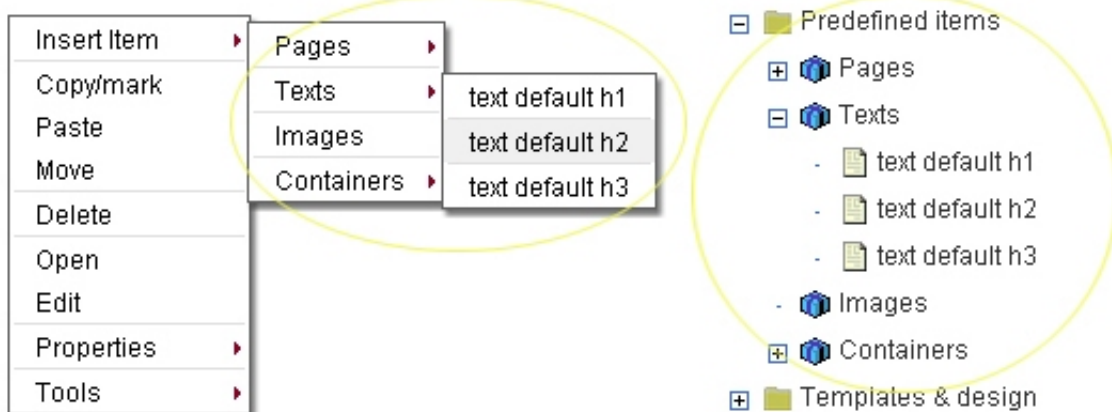 Insert Item
Copy/mark
Paste
Move
Delete
Open
Edit
Properties
Tools
Pages
Texts
Images
Containers
text default h1
text default h2
text default h3
Predefined items
Pages
Texts
text default h1
text default h2
text default h3
Images
Containers
Templates & design